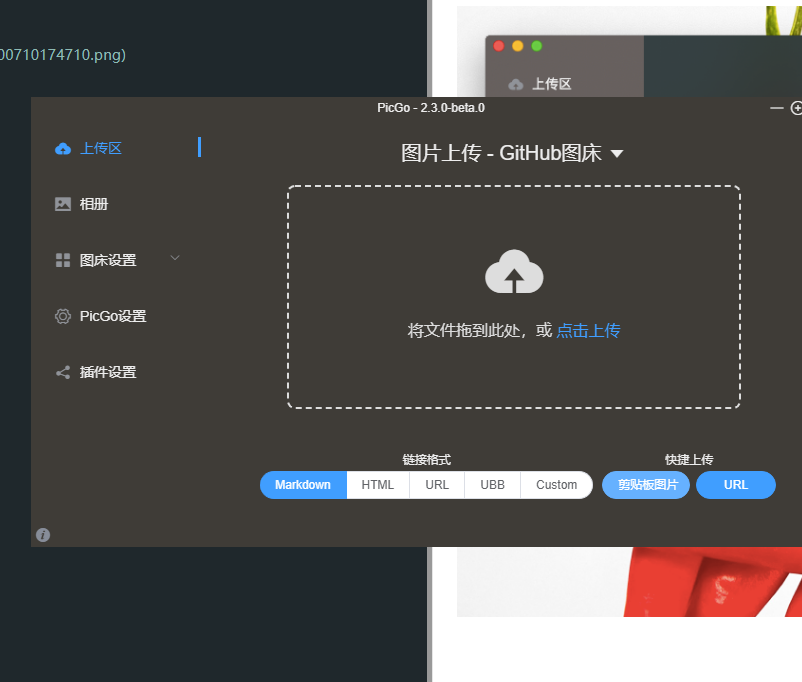 00710174710.png)
上传区
PicGo - 2.3.0-beta.0
上传区
相册
图床设置
PicGo设置
插件设置
图片上传 - GitHub图床
将文件拖到此处，或 点击上传
链接格式
快捷上传
Markdown HTML URL UBB Custom
剪贴板图片 URL